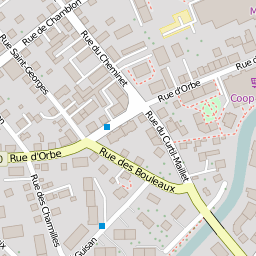 Rue de Chamblon
Rue Saint-Georges
Rue du Cheminet
M
Rue d'Orbe
Coop
Rue du Curtil-Maillet
Rue d'Orbe
Rue des Bouleaux
Rue des Charmilles
Guisan